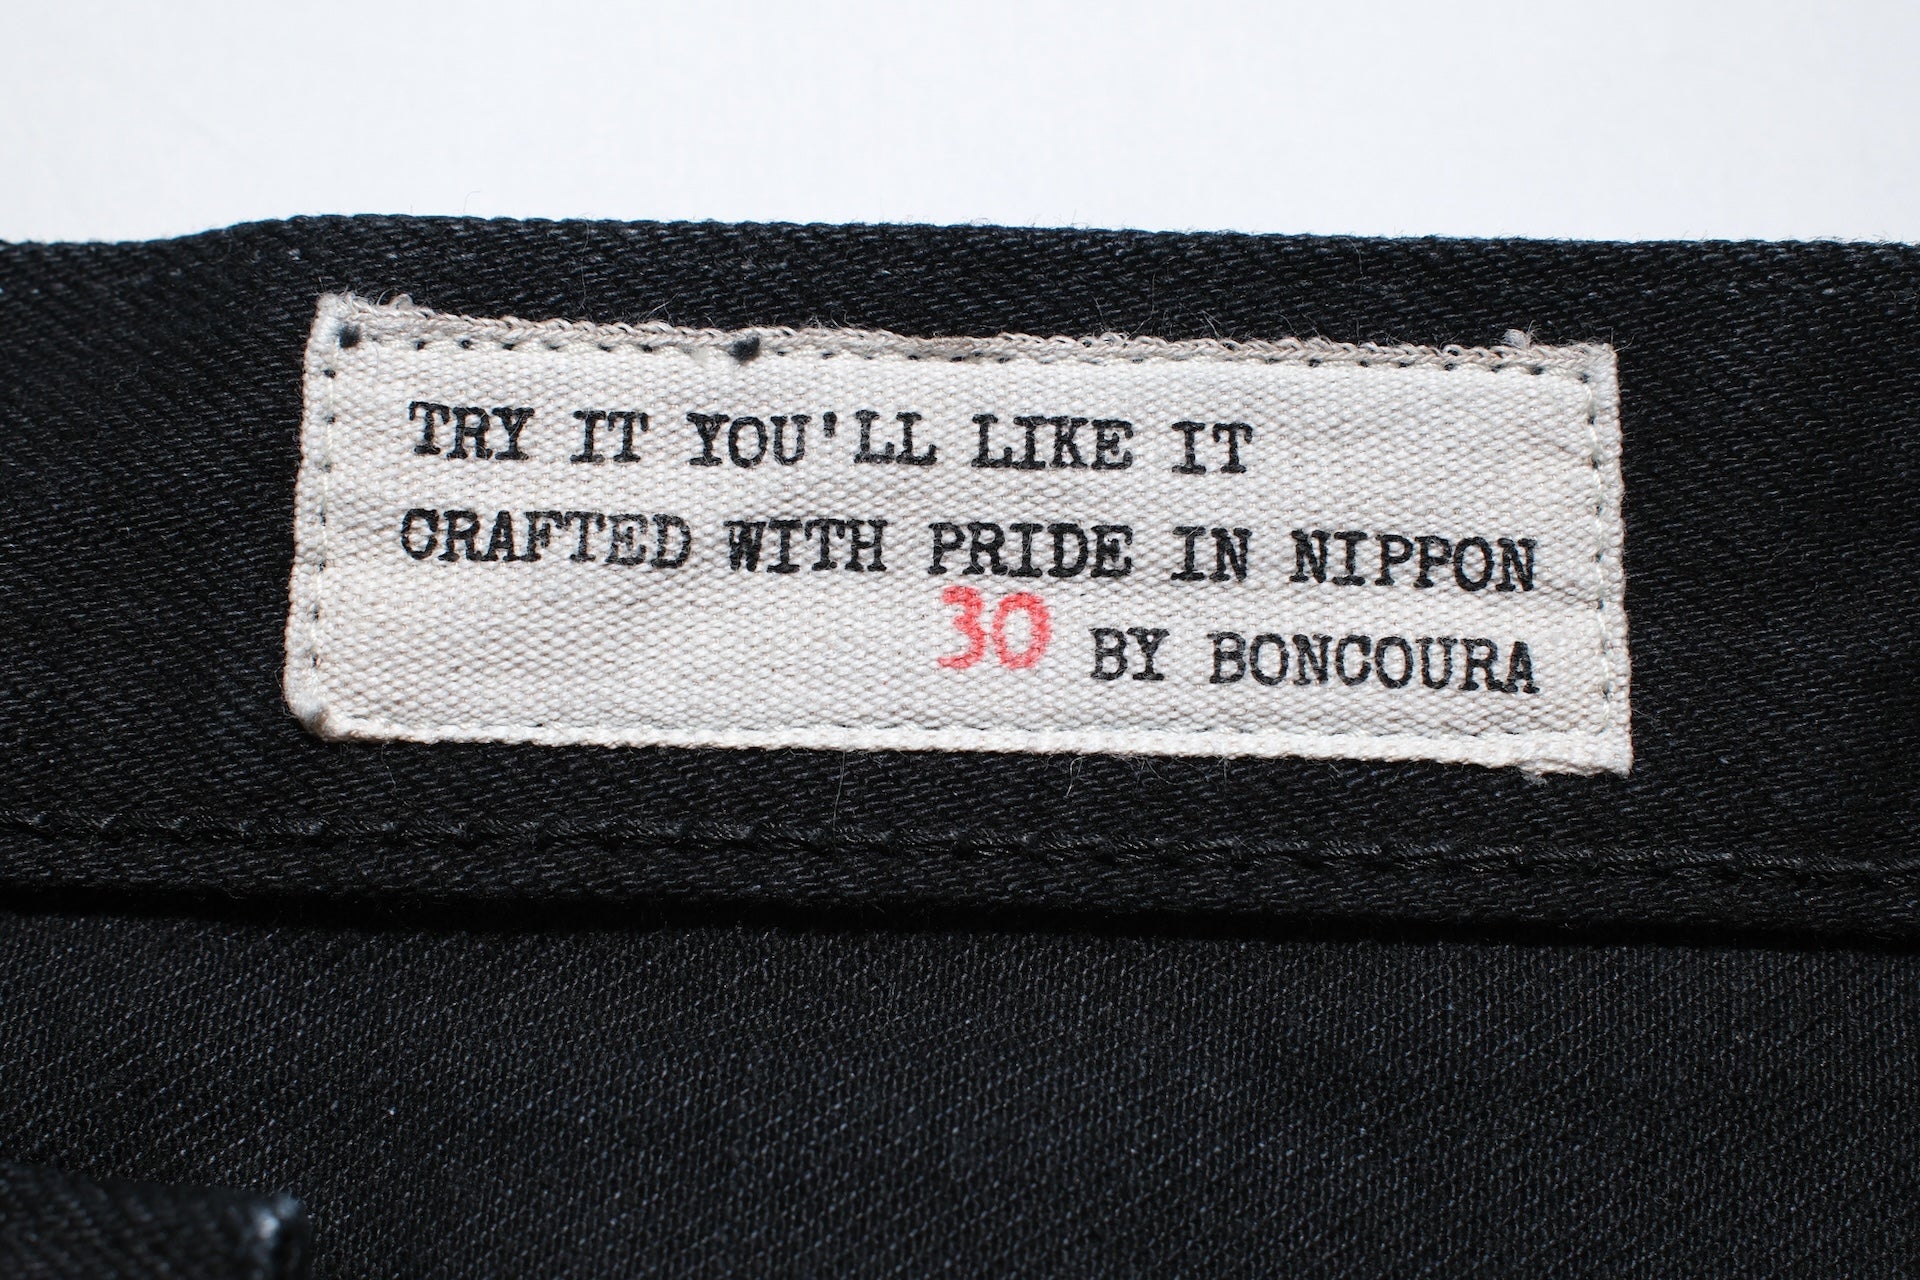 TRY IT YOU'LL LIKE IT
CRAFTED WITH PRIDE IN NIPPON
30 BY BONCOURA